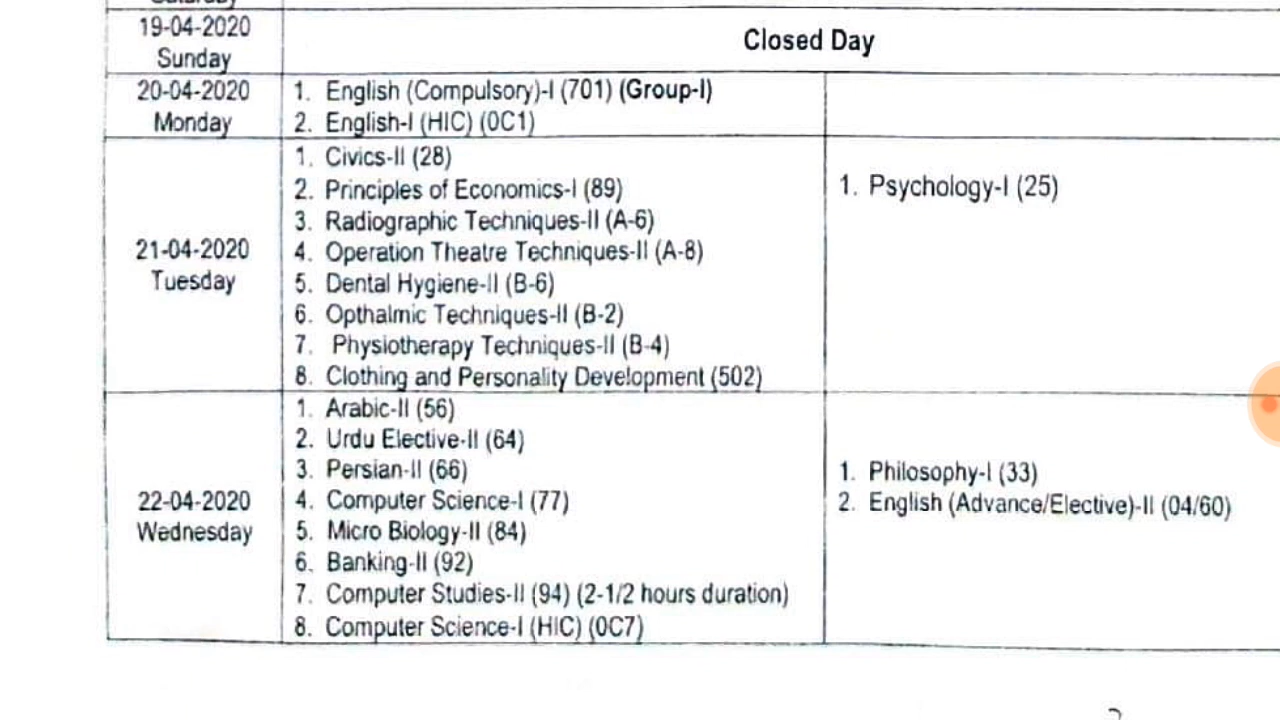 Saturday
19-04-2020
Sunday
Closed Day
20-04-2020
Monday
1. English (Compulsory)-I (701) (Group-I)
2. English-I (HIC) (0C1)
21-04-2020
Tuesday
1. Civics-II (28)
2. Principles of Economics-I (89)
3. Radiographic Techniques-II (A-6)
4. Operation Theatre Techniques-II (A-8)
5. Dental Hygiene-II (B-6)
6. Opthalmic Techniques-II (B-2)
7. Physiotherapy Techniques-II (B-4)
8. Clothing and Personality Development (502)
1. Psychology-I (25)
22-04-2020
Wednesday
1. Arabic-II (56)
2. Urdu Elective-II (64)
3. Persian-II (66)
4. Computer Science-I (77)
5. Micro Biology-II (84)
6. Banking-II (92)
7. Computer Studies-II (94) (2-1/2 hours duration)
8. Computer Science-I (HIC) (0C7)
1. Philosophy-I (33)
2. English (Advance/Elective)-II (04/60)